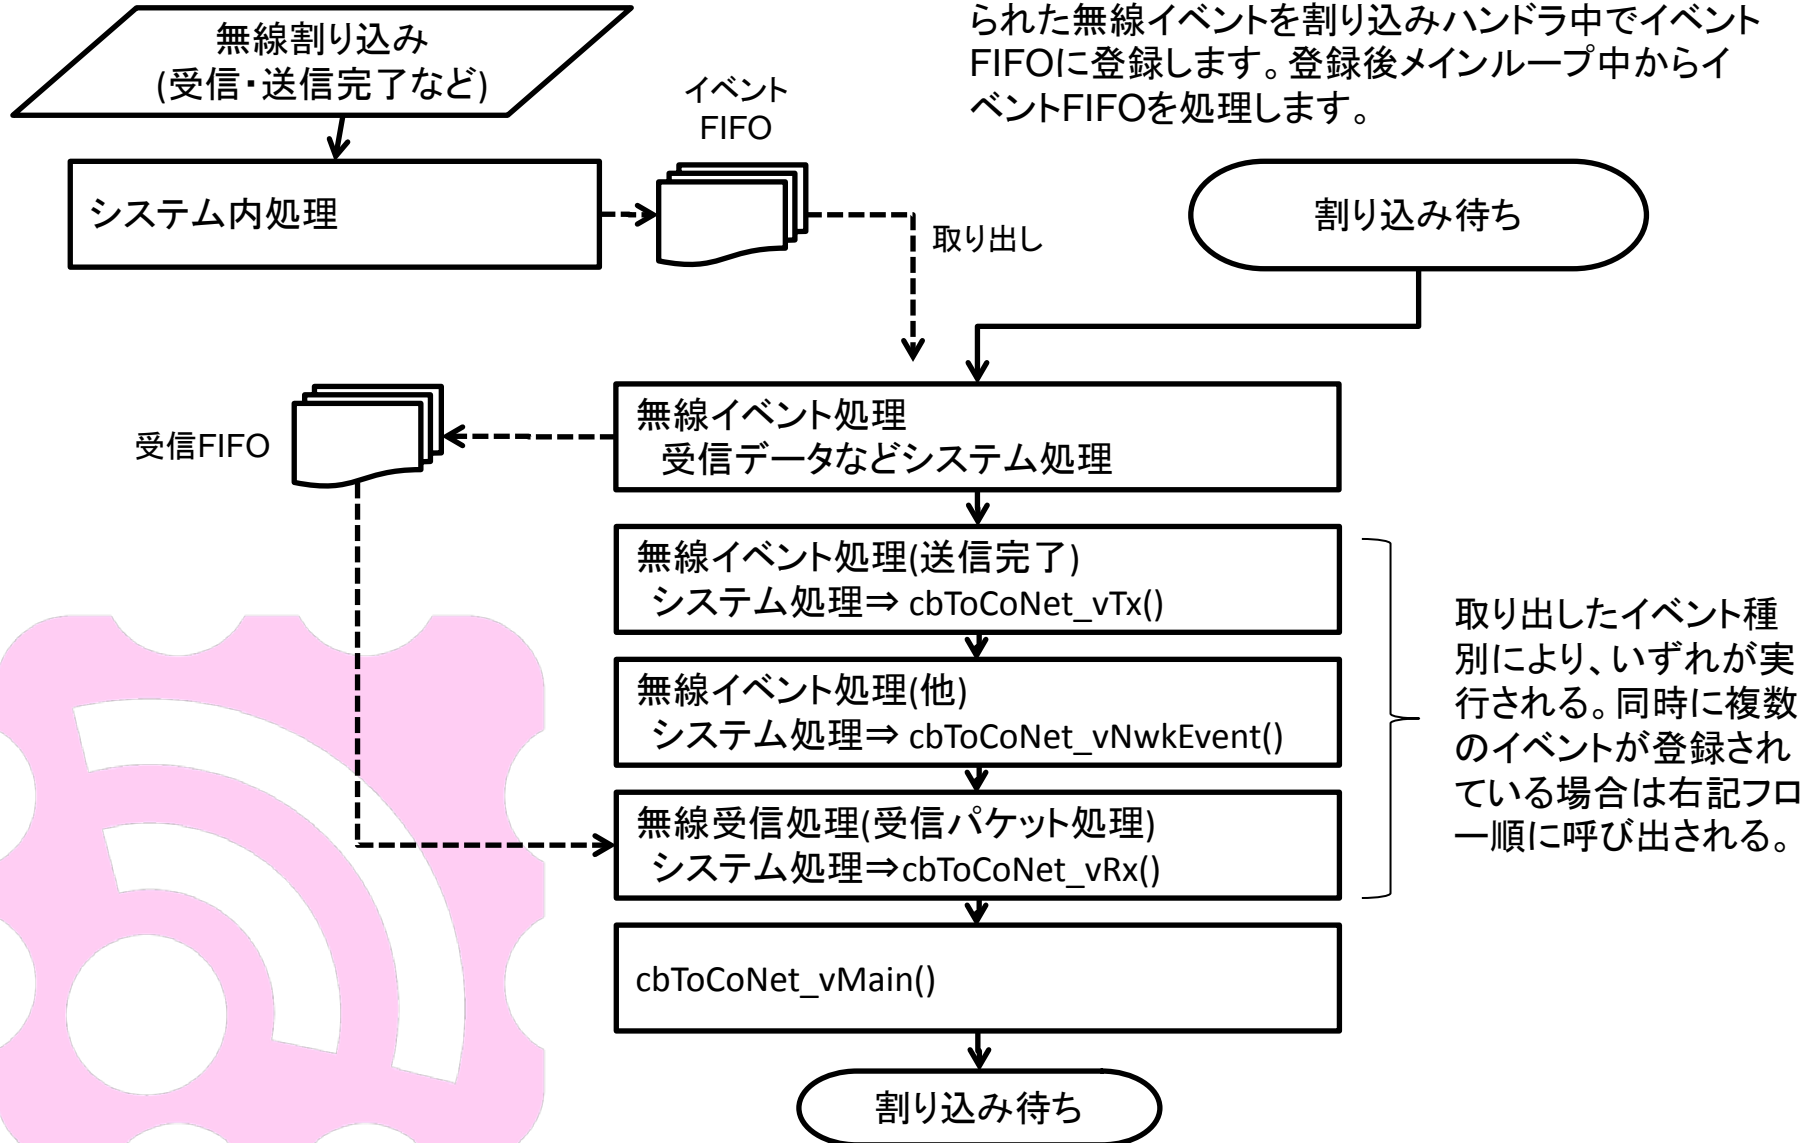 無線割り込み
(受信・送信完了など)
られた無線イベントを割り込みハンドラ中でイベント
FIFOに登録します。登録後メインループ中からイ
ベントFIFOを処理します。
イベント
FIFO
システム内処理
取り出し
割り込み待ち
受信FIFO
無線イベント処理
受信データなどシステム処理
無線イベント処理(送信完了)
システム処理⇒ cbToCoNet_vTx()
無線イベント処理(他)
システム処理⇒ cbToCoNet_vNwkEvent()
無線受信処理(受信パケット処理)
システム処理⇒cbToCoNet_vRx()
取り出したイベント種
別により、いずれが実
行される。同時に複数
のイベントが登録され
ている場合は右記フロ
ー順に呼び出される。
cbToCoNet_vMain()
割り込み待ち